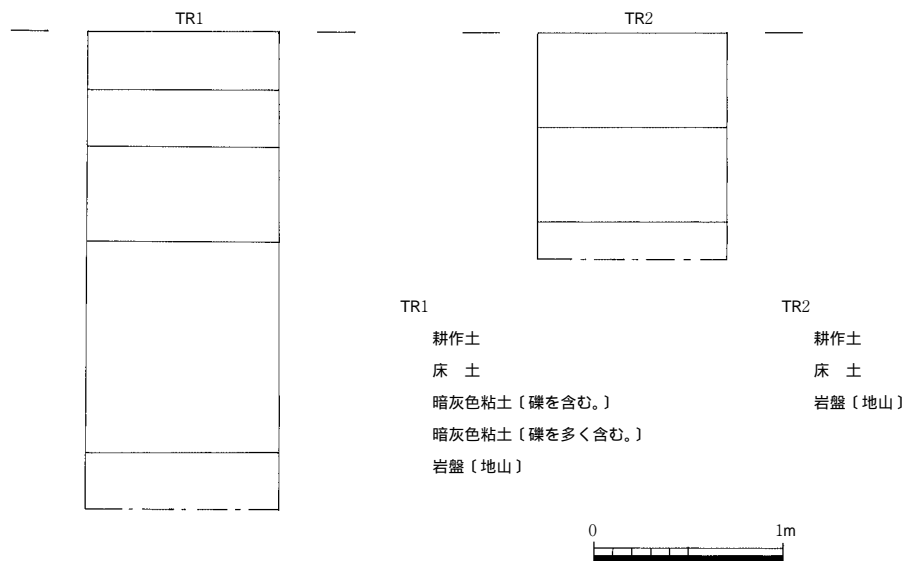 TR1
TR2
TR1
耕作土
床　土
暗灰色粘土〔礫を含む。〕
暗灰色粘土〔礫を多く含む。〕
岩盤〔地山〕
TR2
耕作土
床　土
岩盤〔地山〕
0 1m